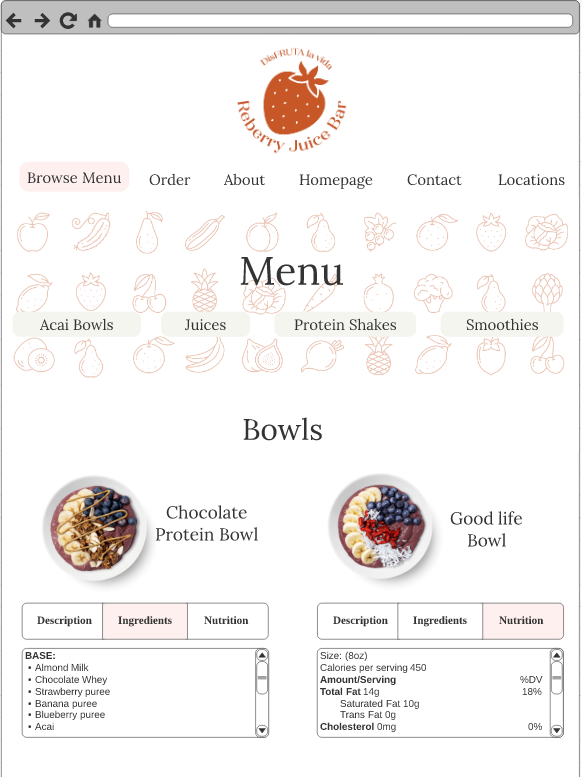 DisFRUTA la vida
Reberry Juice Bar
Browse Menu Order About Homepage Contact Locations
Menu
Acai Bowls Juices Protein Shakes Smoothies
Bowls
Chocolate
Protein Bowl
Good life
Bowl
Description Ingredients Nutrition
BASE:
• Almond Milk
• Chocolate Whey
• Strawberry puree
• Banana puree
• Blueberry puree
• Acai
Description Ingredients Nutrition
Size: (8oz)
Calories per serving 450
Amount/Serving %DV
Total Fat 14g 18%
Saturated Fat 10g
Trans Fat 0g
Cholesterol 0mg 0%